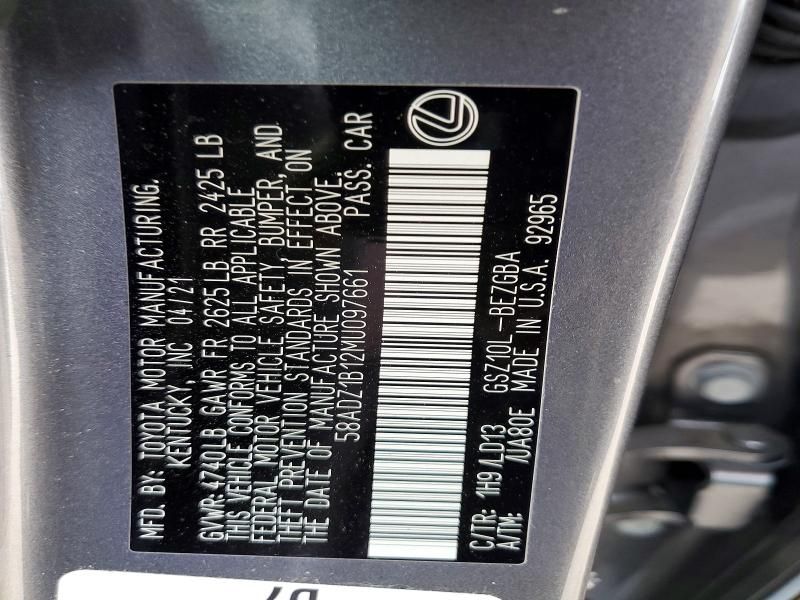 MFD. BY: TOYOTA MOTOR MANUFACTURING,
KENTUCKY, INC 04/21
GVWR: 4740LB GAWR FR 2625 LB RR 2425 LB
THIS VEHICLE CONFORMS TO ALL APPLICABLE
FEDERAL MOTOR VEHICLE SAFETY, BUMPER, AND
THEFT PREVENTION STANDARDS IN EFFECT ON
THE DATE OF MANUFACTURE SHOWN ABOVE.
58ADZ1B12MU097661 PASS. CAR
C/TR: 1H9/LD13 GSZ10L-BEZGBA
A/TM: /UA80E MADE IN U.S.A. 92965